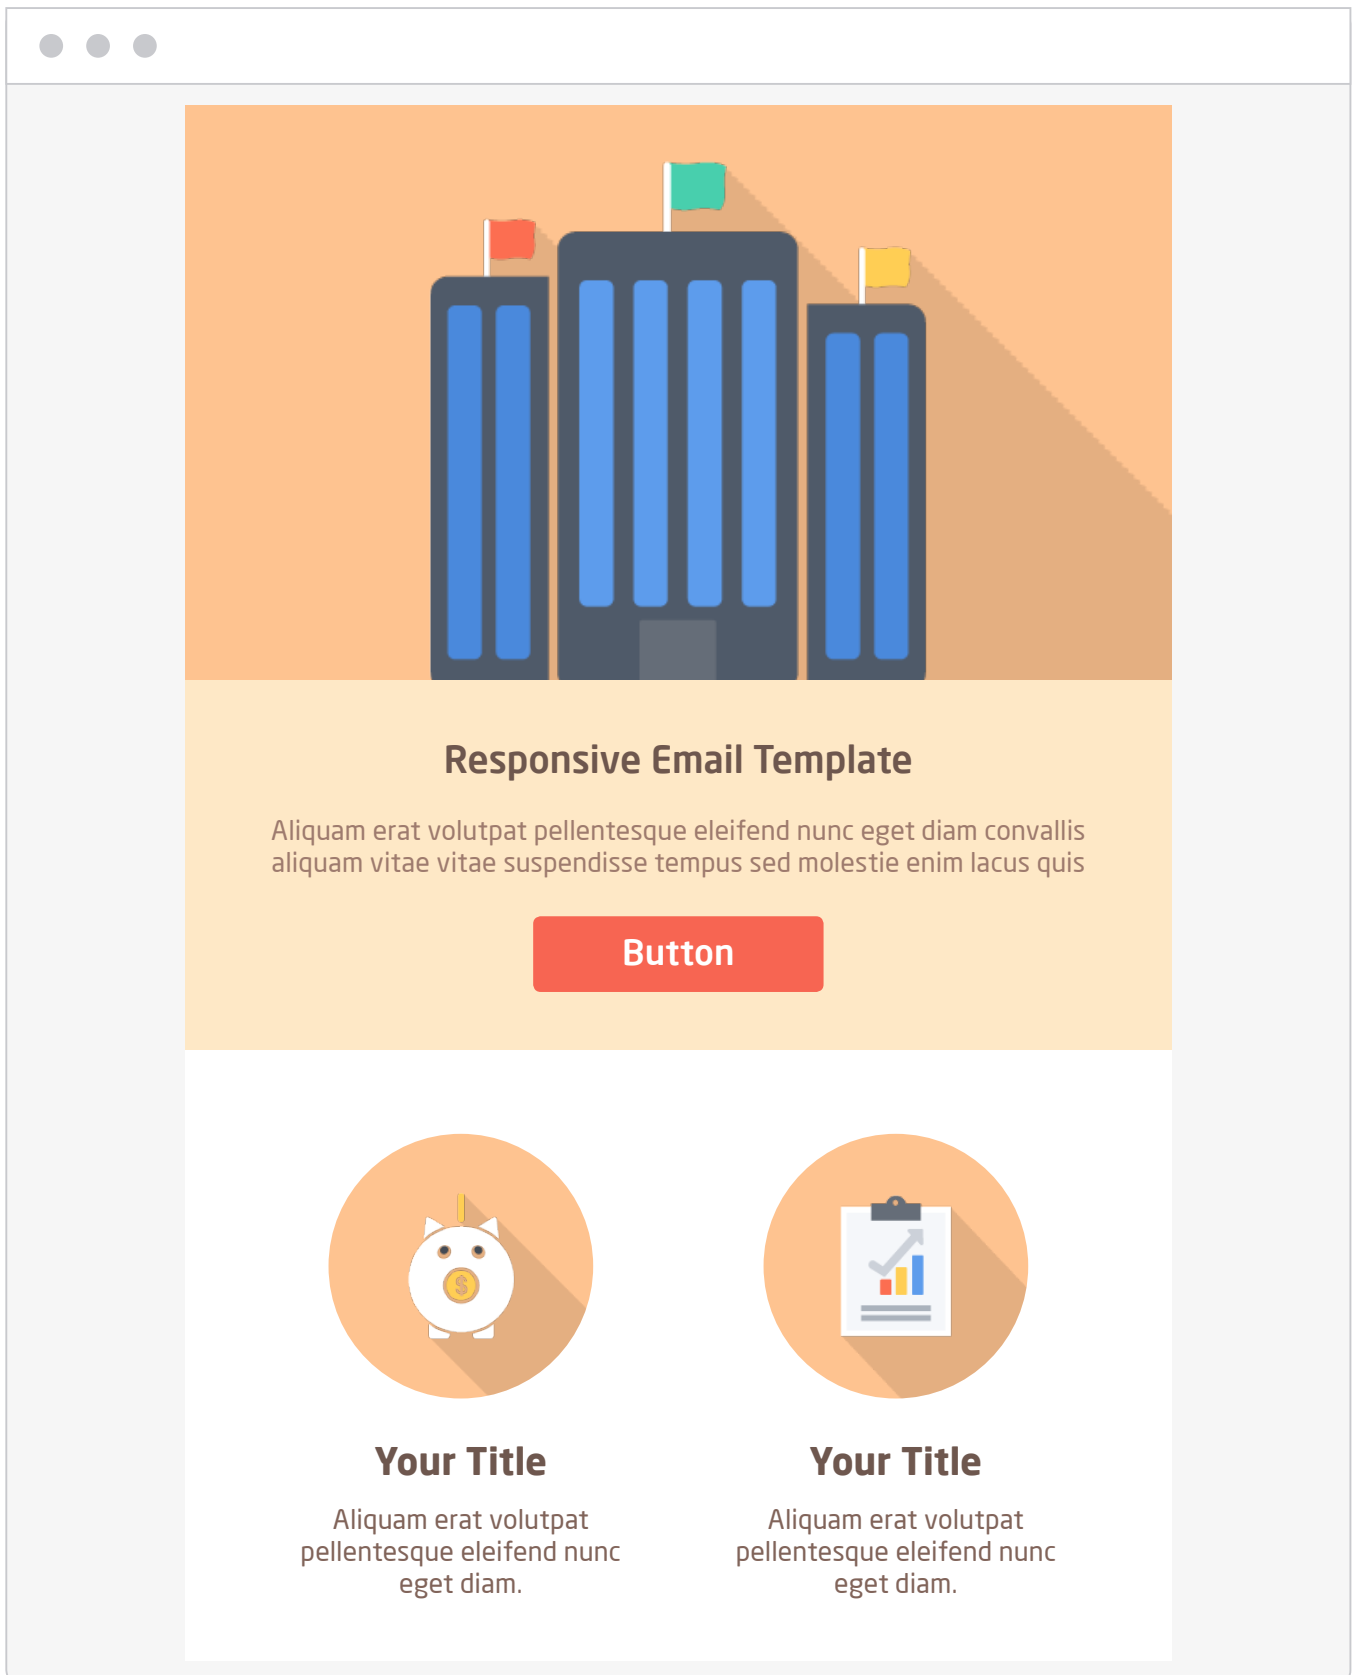 Responsive Email Template
Aliquam erat volutpat pellentesque eleifend nunc eget diam convallis
aliquam vitae vitae suspendisse tempus sed molestie enim lacus quis
Button
$
Your Title
Aliquam erat volutpat
pellentesque eleifend nunc
eget diam.
Your Title
Aliquam erat volutpat
pellentesque eleifend nunc
eget diam.